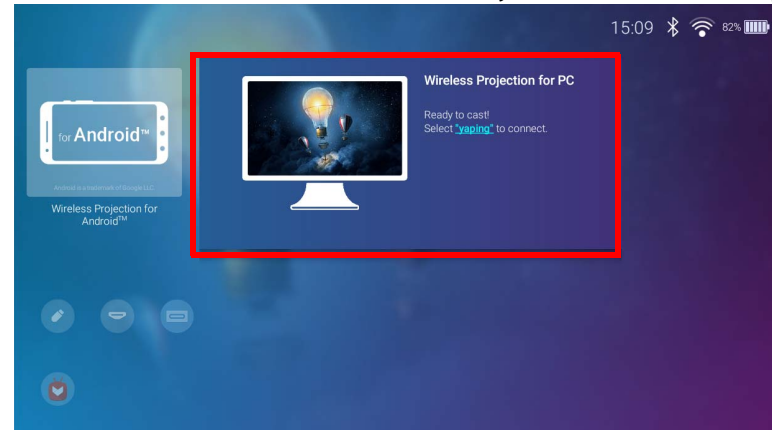 15:09 82%
Wireless Projection for PC
Ready to cast!
Select "yaping" to connect.
for Android™
Android is a trademark of Google LLC.
Wireless Projection for
Android™